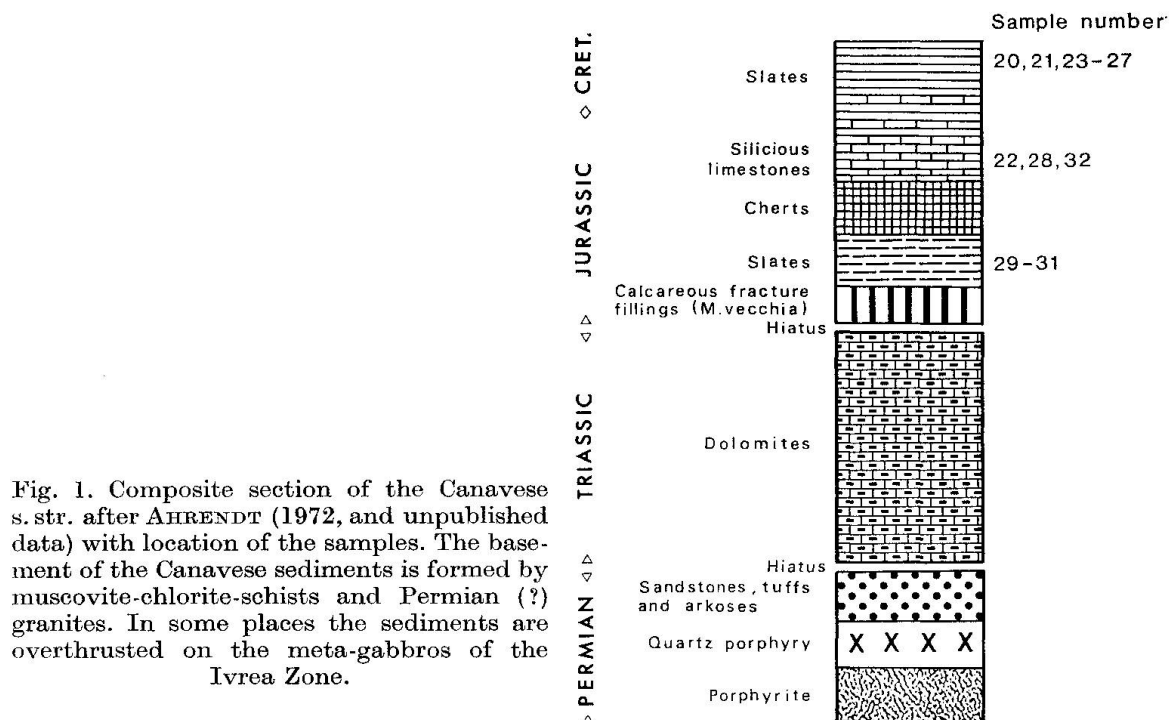 Sample number
CRET.
20,21,23-27
Slates
JURASSIC
Silicious
limestones
22,28,32
Cherts
Slates
29-31
Calcareous fracture
fillings (M.vecchia)
Hiatus
TRIASSIC
Dolomites
Fig. 1. Composite section of the Canavese
s. str. after AHRENDT (1972, and unpublished
data) with location of the samples. The base-
ment of the Canavese sediments is formed by
muscovite-chlorite-schists and Permian (?)
granites. In some places the sediments are
overthrusted on the meta-gabbros of the
Ivrea Zone.
PERMIAN
Hiatus
Sandstones, tuffs
and arkoses
Quartz porphyry
X X X X
Porphyrite